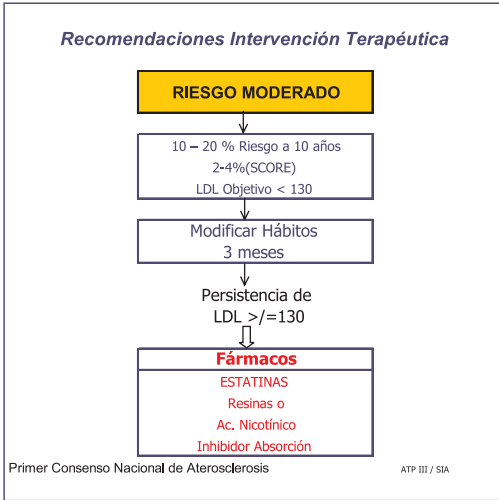 Recomendaciones Intervención Terapéutica
RIESGO MODERADO
10 – 20 % Riesgo a 10 años
2-4%(SCORE)
LDL Objetivo < 130
Modificar Hábitos
3 meses
Persistencia de
LDL >/=130
Fármacos
ESTATINAS
Resinas o
Ac. Nicotínico
Inhibidor Absorción
Primer Consenso Nacional de Aterosclerosis
ATP III / SIA